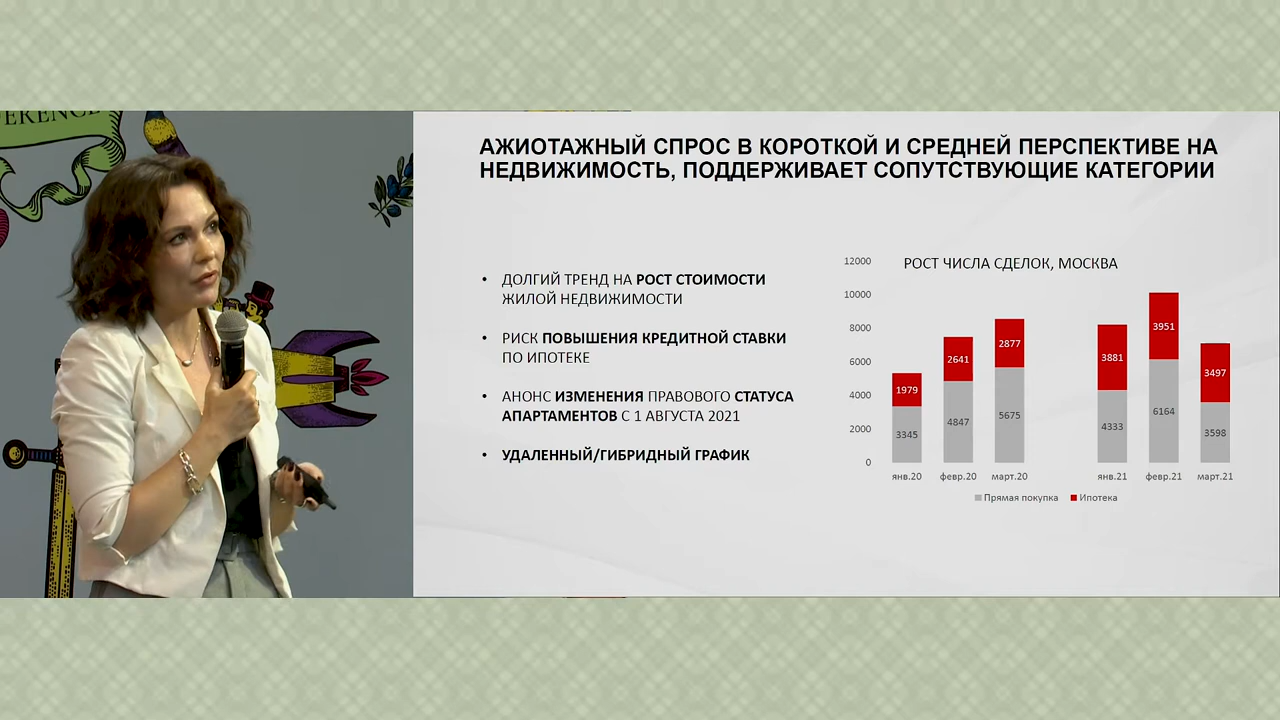 АЖИОТАЖНЫЙ СПРОС В КОРОТКОЙ И СРЕДНЕЙ ПЕРСПЕКТИВЕ НА
НЕДВИЖИМОСТЬ, ПОДДЕРЖИВАЕТ СОПУТСТВУЮЩИЕ КАТЕГОРИИ
• ДОЛГИЙ ТРЕНД НА РОСТ СТОИМОСТИ
ЖИЛОЙ НЕДВИЖИМОСТИ
• РИСК ПОВЫШЕНИЯ КРЕДИТНОЙ СТАВКИ
ПО ИПОТЕКЕ
• АНОНС ИЗМЕНЕНИЯ ПРАВОВОГО СТАТУСА
АПАРТАМЕНТОВ С 1 АВГУСТА 2021
• УДАЛЕННЫЙ/ГИБРИДНЫЙ ГРАФИК
РОСТ ЧИСЛА СДЕЛОК, МОСКВА
12000
10000
8000
6000
4000
2000
0
1979
2641
2877
3881
3951
3497
3345
4847
5675
4333
6164
3598
янв.20 февр.20 март.20 янв.21 февр.21 март.21
Прямая покупка Ипотека